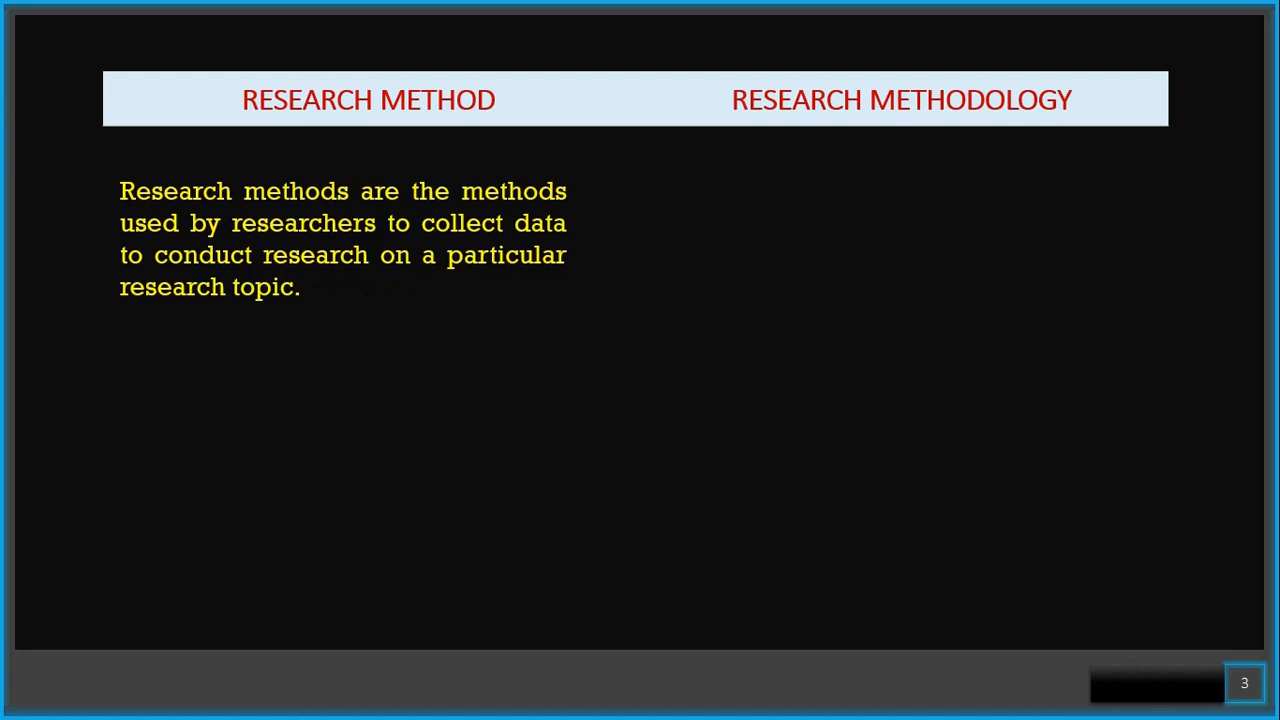 RESEARCH METHOD RESEARCH METHODOLOGY
Research methods are the methods
used by researchers to collect data
to conduct research on a particular
research topic.
3